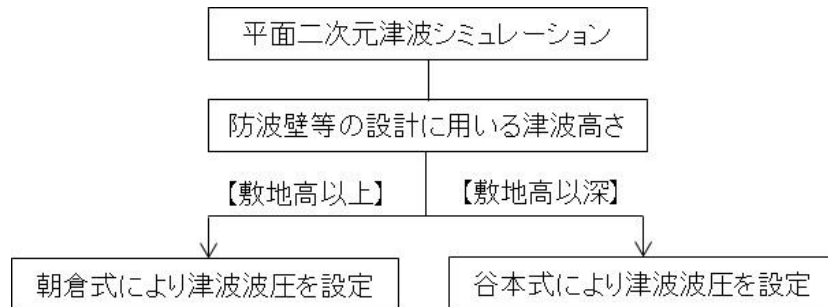 平面二次元津波シミュレーション
防波壁等の設計に用いる津波高さ
【敷地高以上】
【敷地高以深】
朝倉式により津波波圧を設定
谷本式により津波波圧を設定